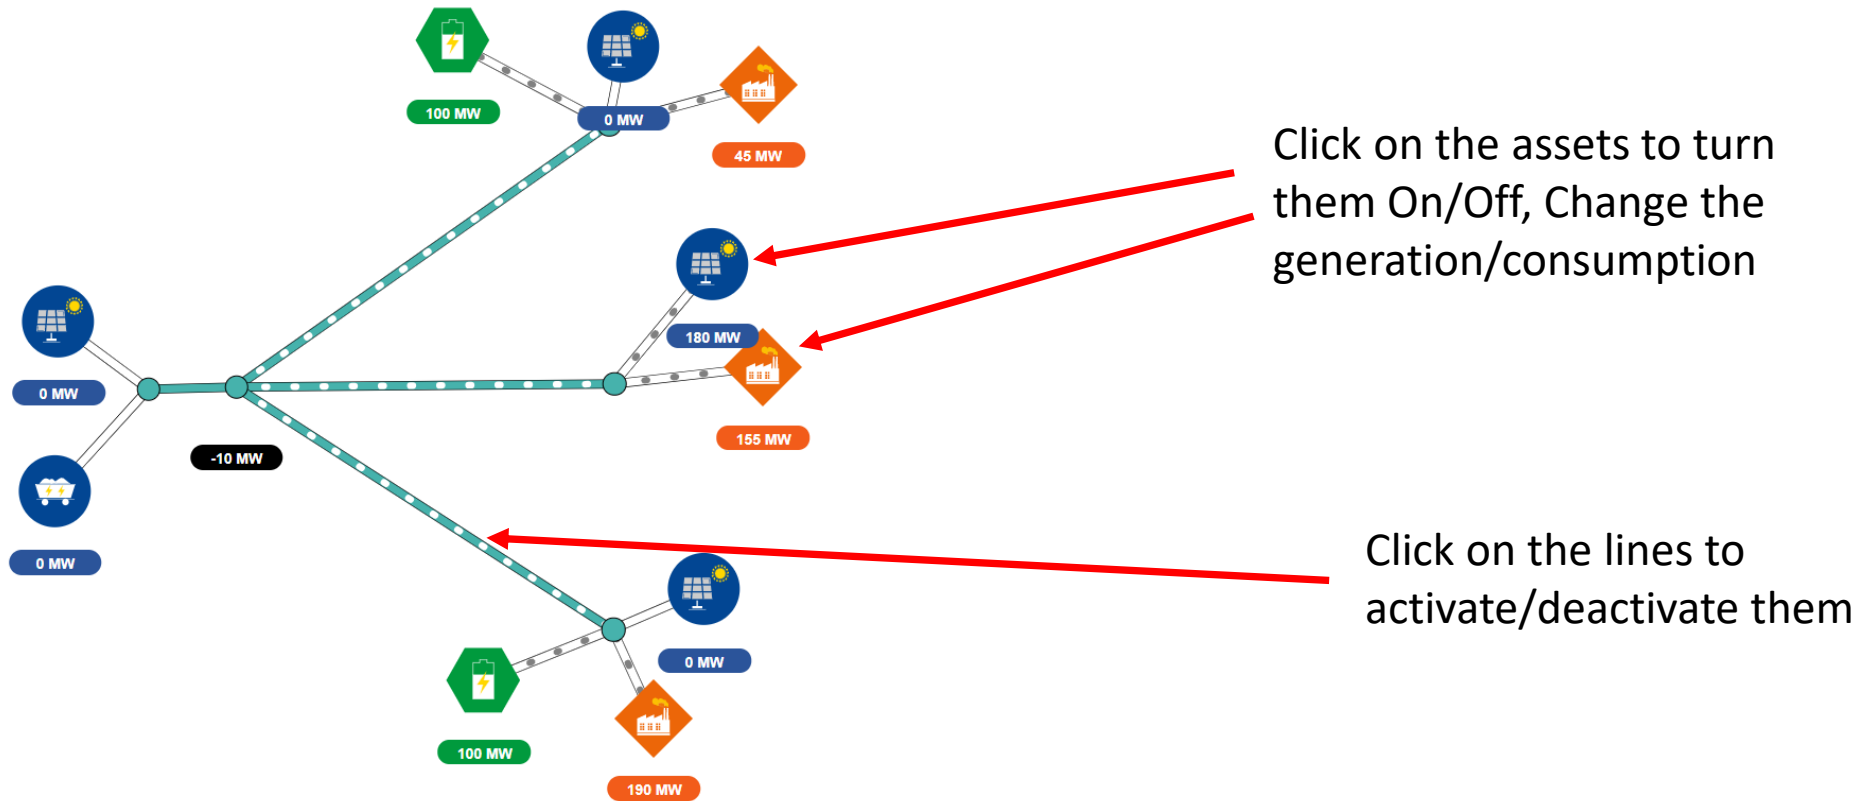 100 MW
0 MW
45 MW
Click on the assets to turn
them On/Off, Change the
generation/consumption
180 MW
0 MW
155 MW
-10 MW
0 MW
Click on the lines to
activate/deactivate them
0 MW
100 MW
190 MW